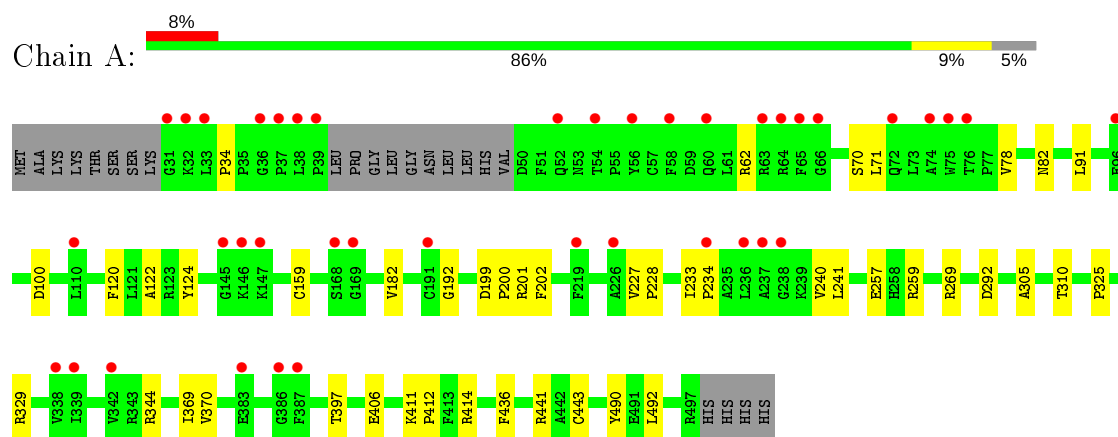 8%
Chain A:
86% 9% 5%
MET ALA LYS LYS THR SER SER LYS G31 K32 L33 P34 P35 G36 P37 L38 P39 LEU PRO GLY LEU GLY ASN LEU LEU HIS VAL D50 F51 Q52 N53 T54 P55 Y56 C57 F58 D59 Q60 L61 R62 R63 R64 F65 G66 S70 L71 Q72 L73 A74 W75 T76 P77 V78 N82 L91 E96
D100 L110 F120 L121 A122 R123 Y124 G145 K146 K147 C159 S168 G169 V182 C191 G192 D199 P200 R201 F202 F219 A226 V227 P228 I233 P234 A235 L236 A237 G238 K239 V240 L241 E257 H258 R259 R269 D292 A305 T310 P325
R329 V338 I339 V342 R343 R344 I369 V370 E383 G386 F387 T397 E406 K411 P412 F413 R414 F436 R441 A442 C443 Y490 E491 L492 R497 HIS HIS HIS HIS